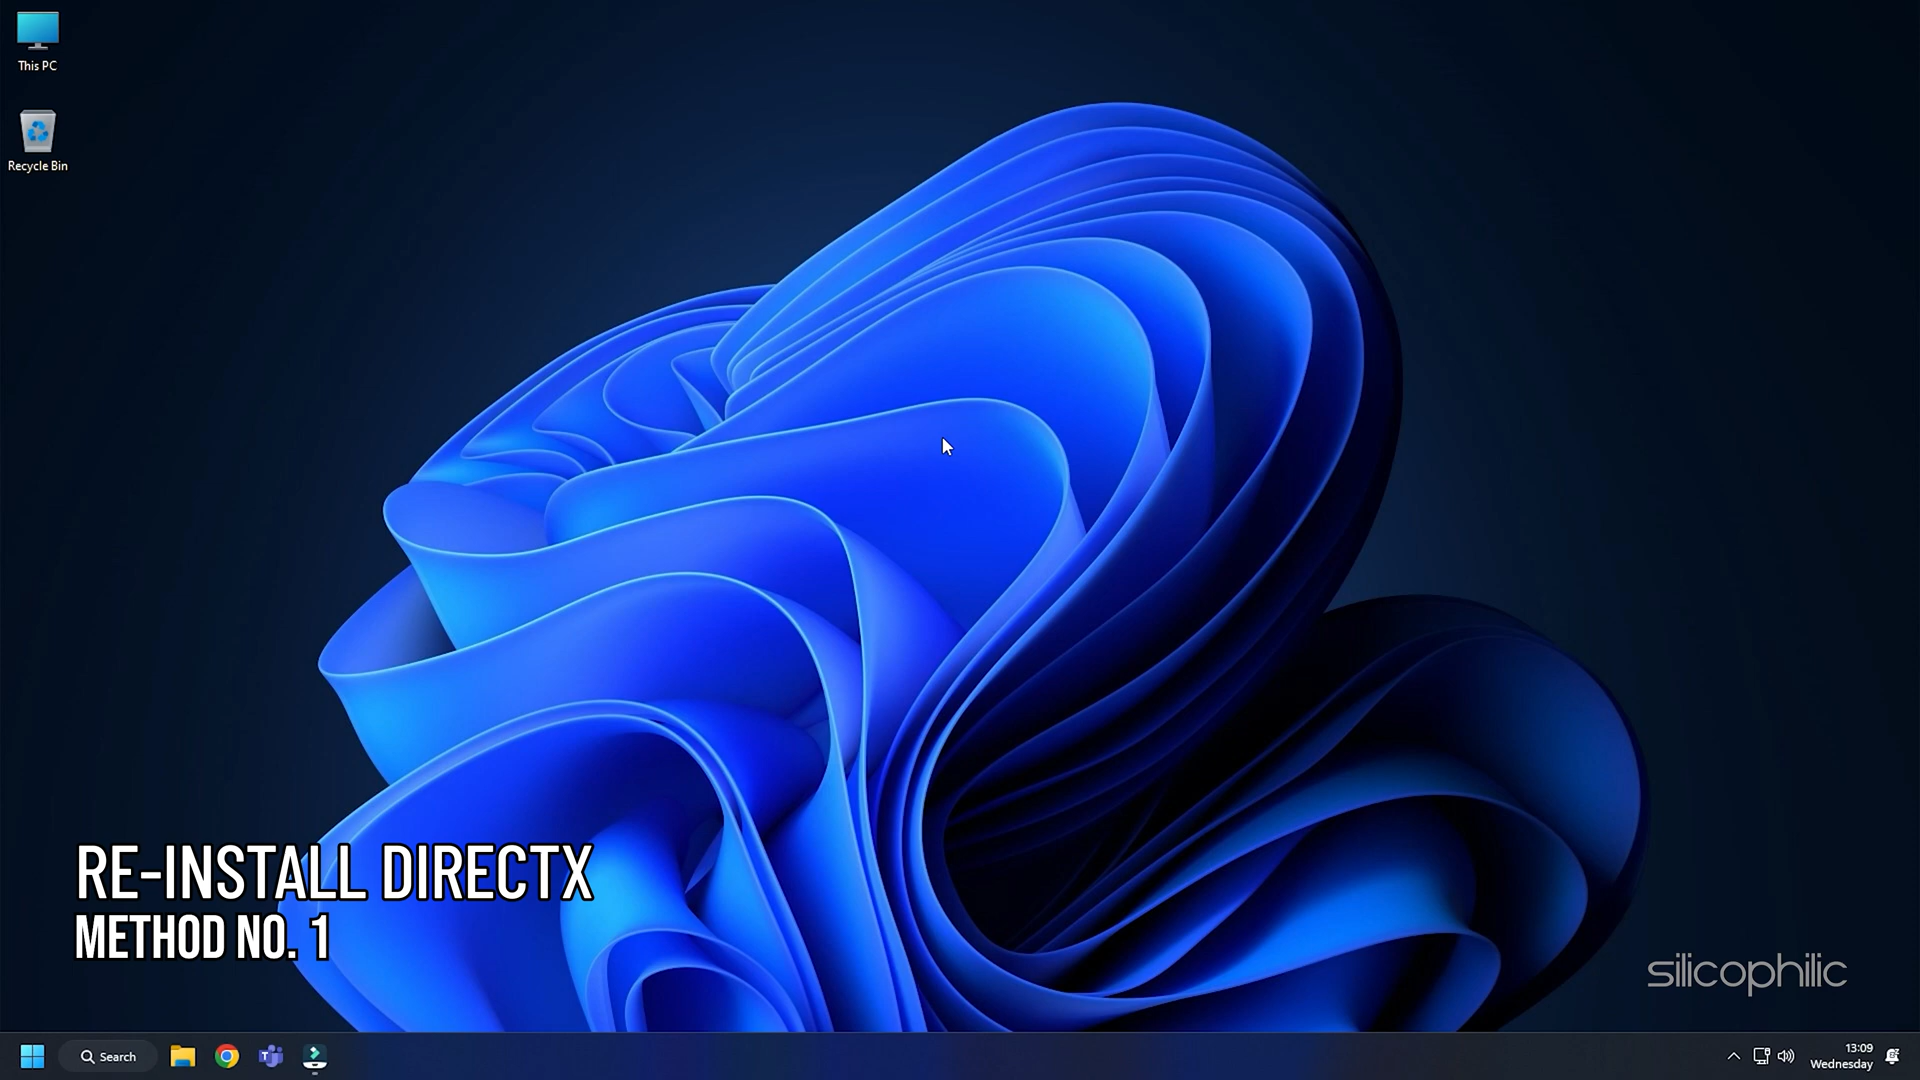 This PC
Recycle Bin
RE-INSTALL DIRECTX
METHOD NO. 1
silicophilic
Search
13:09
Wednesday